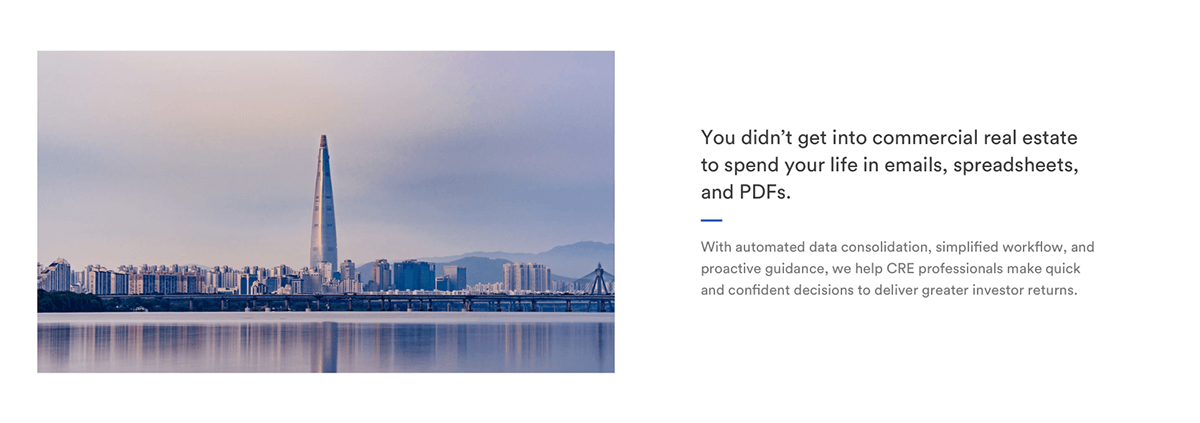 You didn’t get into commercial real estate
to spend your life in emails, spreadsheets,
and PDFs.
With automated data consolidation, simplified workflow, and
proactive guidance, we help CRE professionals make quick
and confident decisions to deliver greater investor returns.